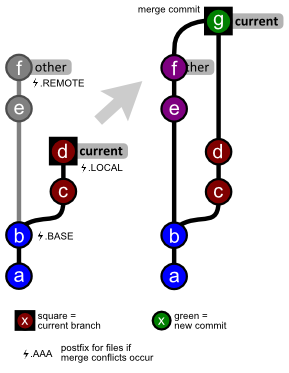 merge commit
g current
f other
⚡.REMOTE
f ther
e
e
d current
⚡.LOCAL
d
c
c
b
⚡.BASE
b
a
a
x square =
current branch
x green =
new commit
⚡.AAA postfix for files if
merge conflicts occur